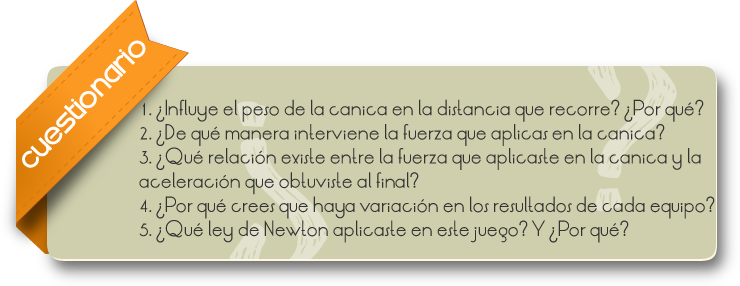 cuestionario
1. ¿Influye el peso de la canica en la distancia que recorre? ¿Por qué?
2. ¿De qué manera interviene la fuerza que aplicas en la canica?
3. ¿Qué relación existe entre la fuerza que aplicaste en la canica y la
aceleración que obtuviste al final?
4. ¿Por qué crees que haya variación en los resultados de cada equipo?
5. ¿Qué ley de Newton aplicaste en este juego? Y ¿Por qué?